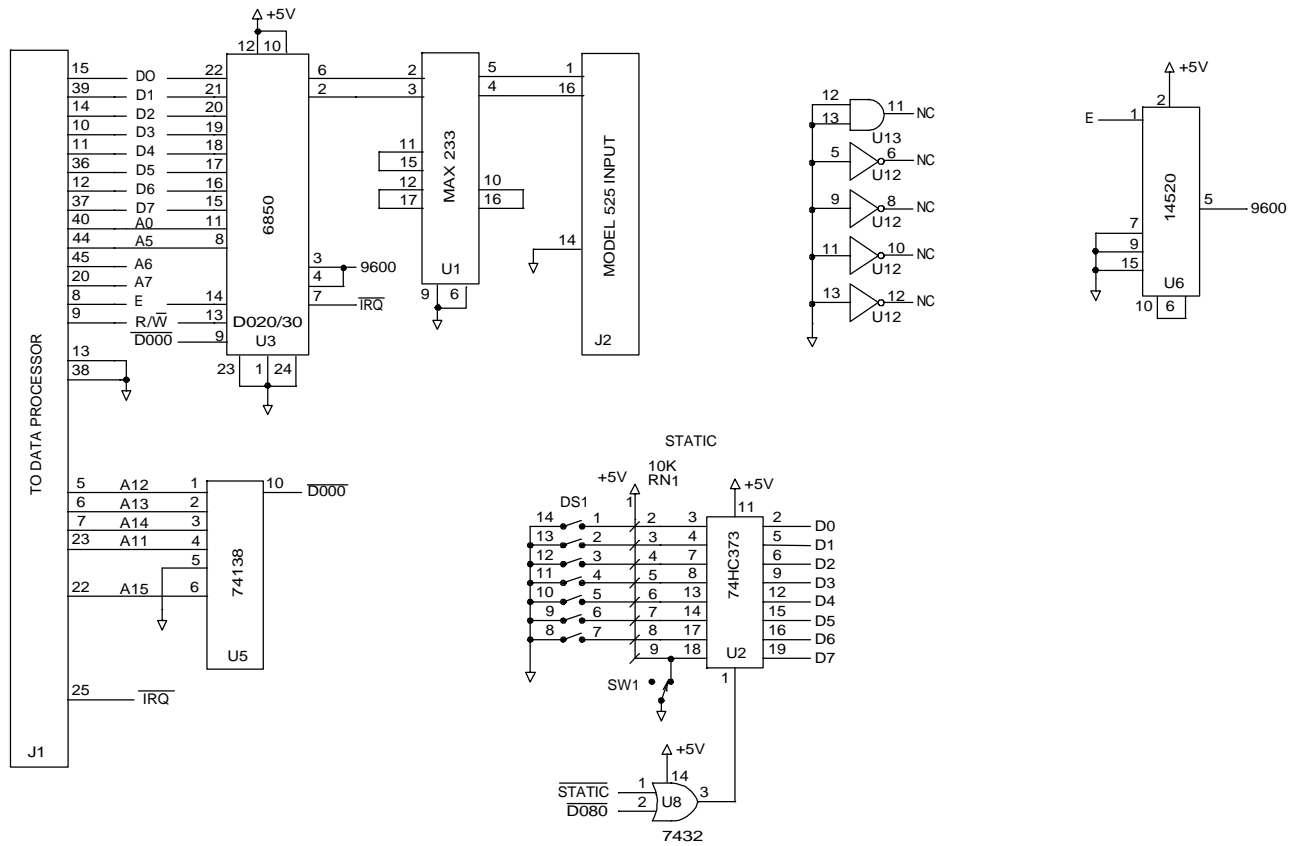 +5V
12 10
15 D0 22
39 D1 21
14 D2 20
10 D3 19
11 D4 18
36 D5 17
12 D6 16
37 D7 15
40 A0 11
44 A5 8
45 A6
20 A7
8 E 14
9 R/W 13
D000 9
13
38
TO DATA PROCESSOR
J1
6850
D020/30
U3
23 1 24
6
2
3
4
9600
7 IRQ
2
3
11
15
12
17
MAX 233
5
4
10
16
U1
9 6
1
16
14
MODEL 525 INPUT
J2
12
13
11 NC
U13
5 6 NC
U12
9 8 NC
U12
11 10 NC
U12
13 12 NC
U12
+5V
2
E 1
14520
5 9600
7
9
15
U6
10 6
5 A12 1
6 A13 2
7 A14 3
23 A11 4
5
22 A15 6
74138
10 D000
U5
25 IRQ
STATIC
10K
RN1
+5V
1
DS1
+5V
11
14 1 2 3 2 D0
13 2 3 4 5 D1
12 3 4 7 6 D2
11 4 5 8 9 D3
10 5 6 13 12 D4
9 6 7 14 15 D5
8 7 8 17 16 D6
9 18 19 D7
74HC373
U2
1
SW1
+5V
14
STATIC 1
D080 2
U8
3
7432